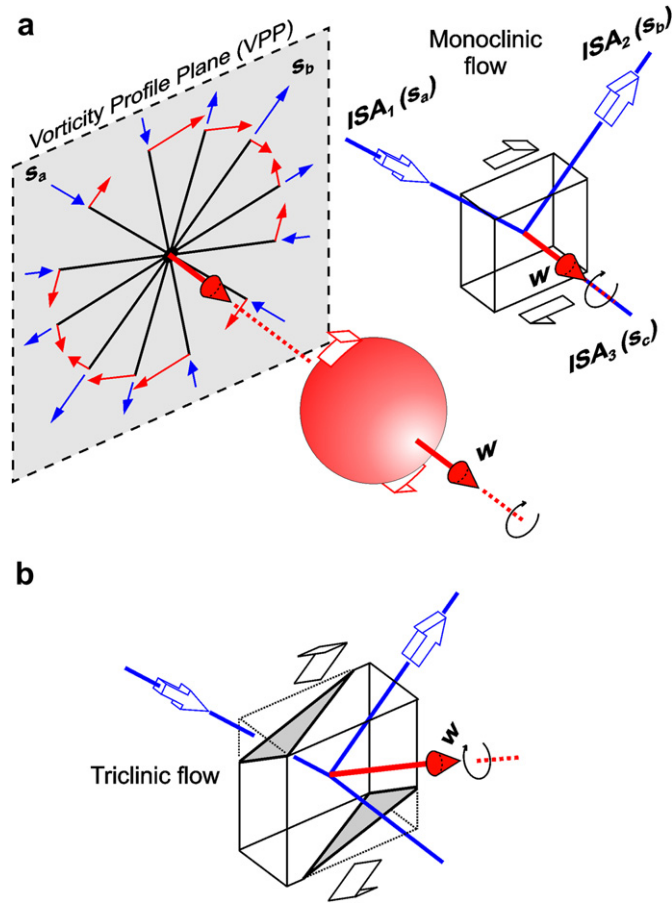 a
Vorticity Profile Plane (VPP)
sa
sb
Monoclinic
flow
ISA1 (sa)
ISA2 (sb)
w
ISA3 (sc)
w
b
Triclinic flow
w